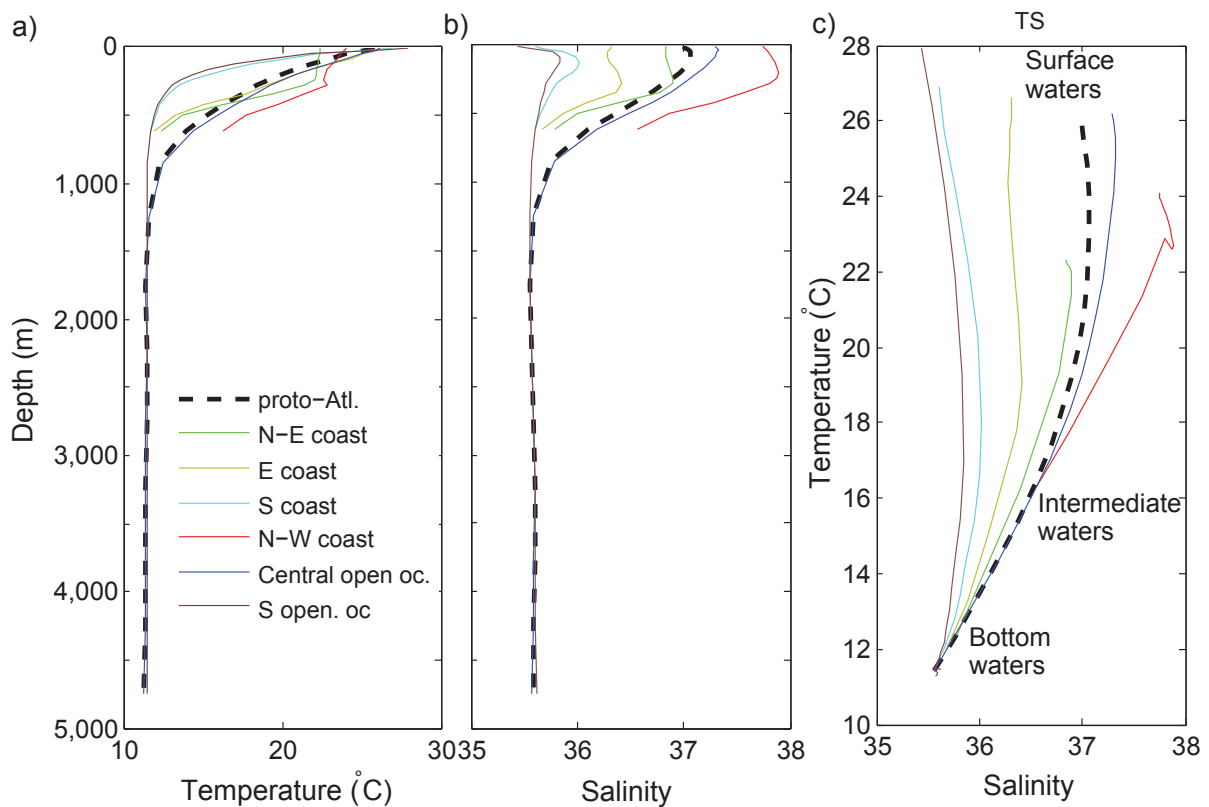 a)
0
1,000
2,000
3,000
4,000
5,000
Depth (m)
10
20
30
Temperature (°C)
proto−Atl.
N−E coast
E coast
S coast
N−W coast
Central open oc.
S open. oc
b)
35
36
37
38
Salinity
c)
TS
28
26
24
22
20
18
16
14
12
10
Temperature (°C)
Surface
waters
Intermediate
waters
Bottom
waters
35
36
37
38
Salinity